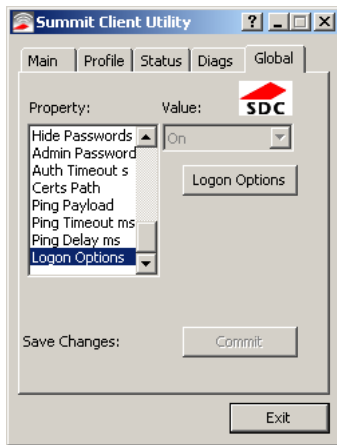 Summit Client Utility
Main Profile Status Diags Global
Property: Value: SDC
Hide Passwords On
Admin Password
Auth Timeout s
Certs Path Logon Options
Ping Payload
Ping Timeout ms
Ping Delay ms
Logon Options
Save Changes: Commit
Exit